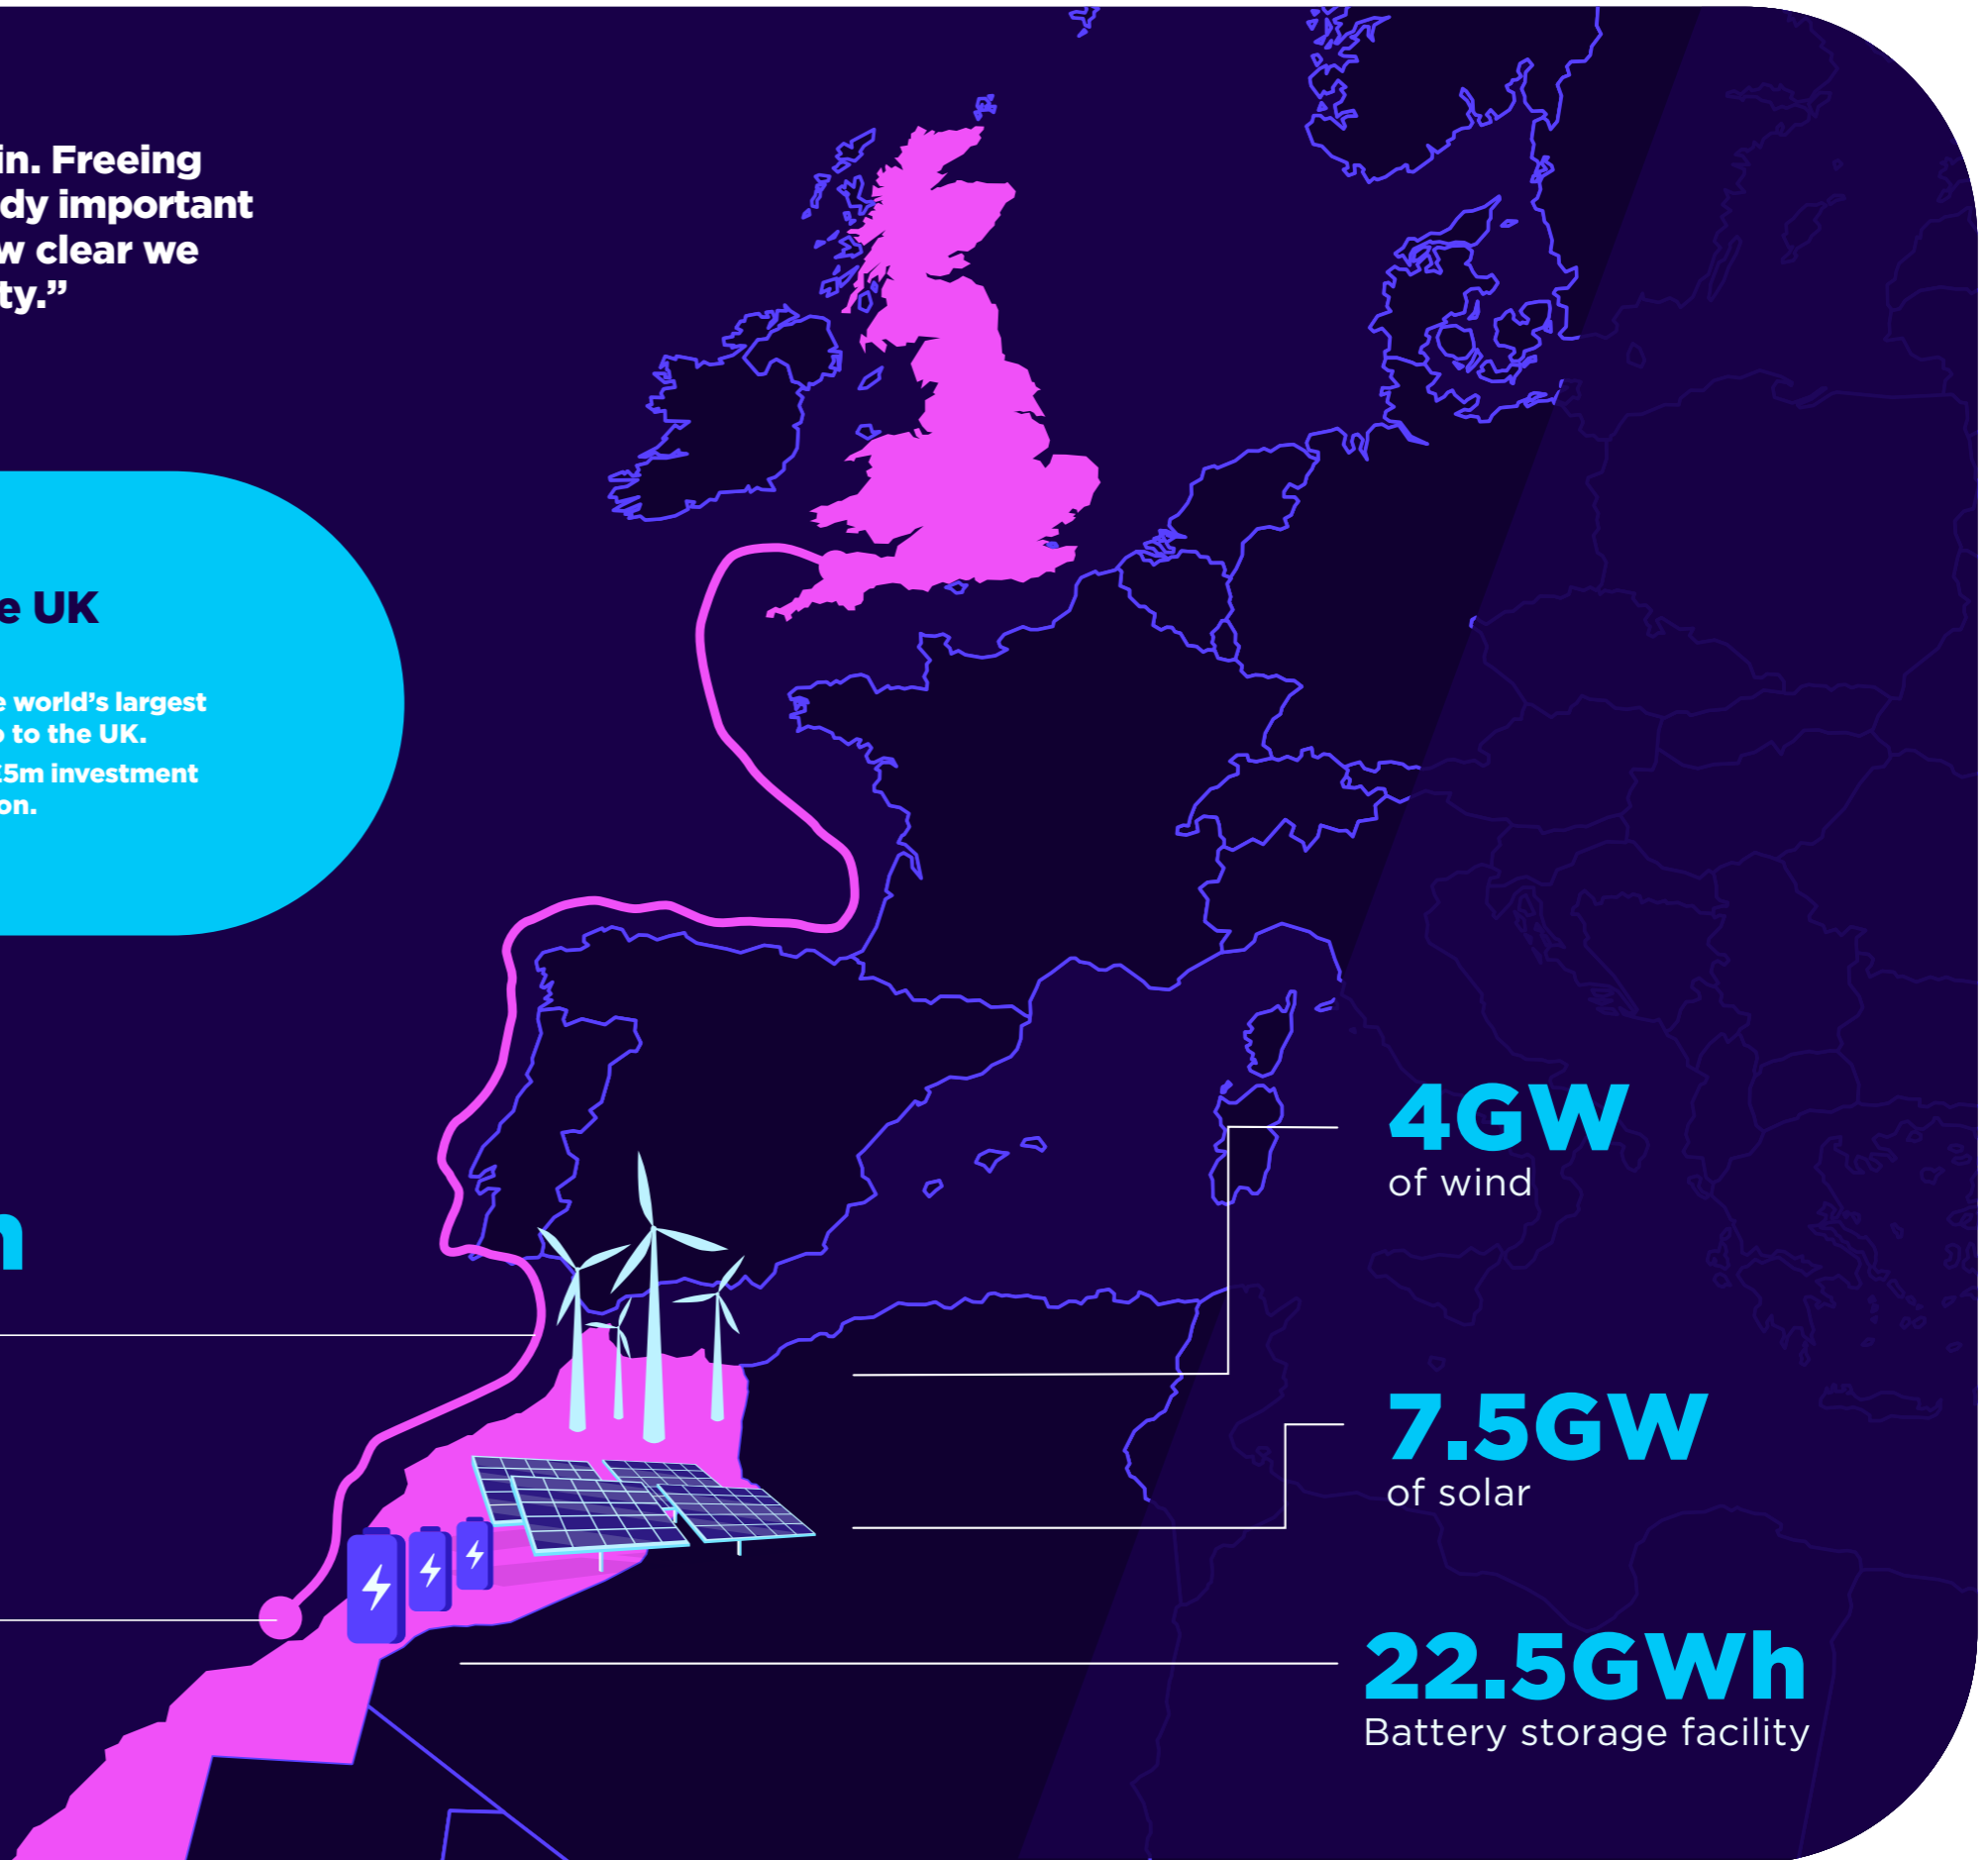 in. Freeing
dy important
w clear we
ty.”
e UK
e world’s largest
o to the UK.
£5m investment
on.
n
4GW
of wind
7.5GW
of solar
22.5GWh
Battery storage facility